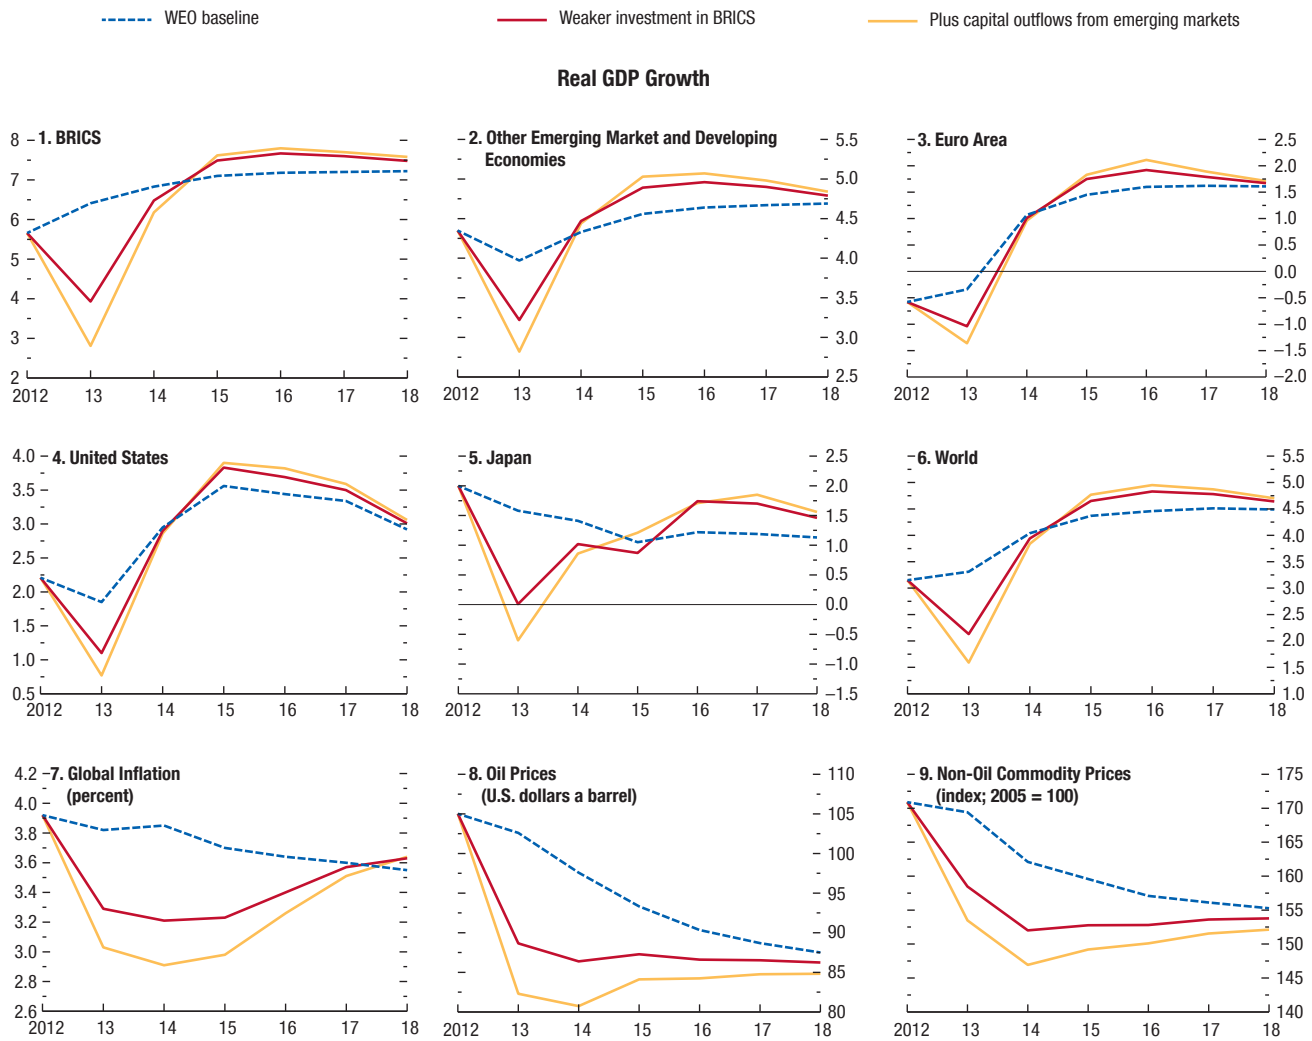 WEO baseline
Weaker investment in BRICS
Plus capital outflows from emerging markets
Real GDP Growth
1. BRICS
8
7
6
5
4
3
2
2012 13 14 15 16 17 18
2. Other Emerging Market and Developing
Economies
5.5
5.0
4.5
4.0
3.5
3.0
2.5
2012 13 14 15 16 17 18
3. Euro Area
2.5
2.0
1.5
1.0
0.5
0.0
–0.5
–1.0
–1.5
–2.0
2012 13 14 15 16 17 18
4. United States
4.0
3.5
3.0
2.5
2.0
1.5
1.0
0.5
2012 13 14 15 16 17 18
5. Japan
2.5
2.0
1.5
1.0
0.5
0.0
–0.5
–1.0
–1.5
2012 13 14 15 16 17 18
6. World
5.5
5.0
4.5
4.0
3.5
3.0
2.5
2.0
1.5
1.0
2012 13 14 15 16 17 18
7. Global Inflation
(percent)
4.2
4.0
3.8
3.6
3.4
3.2
3.0
2.8
2.6
2012 13 14 15 16 17 18
8. Oil Prices
(U.S. dollars a barrel)
110
105
100
95
90
85
80
2012 13 14 15 16 17 18
9. Non-Oil Commodity Prices
(index; 2005 = 100)
175
170
165
160
155
150
145
140
2012 13 14 15 16 17 18